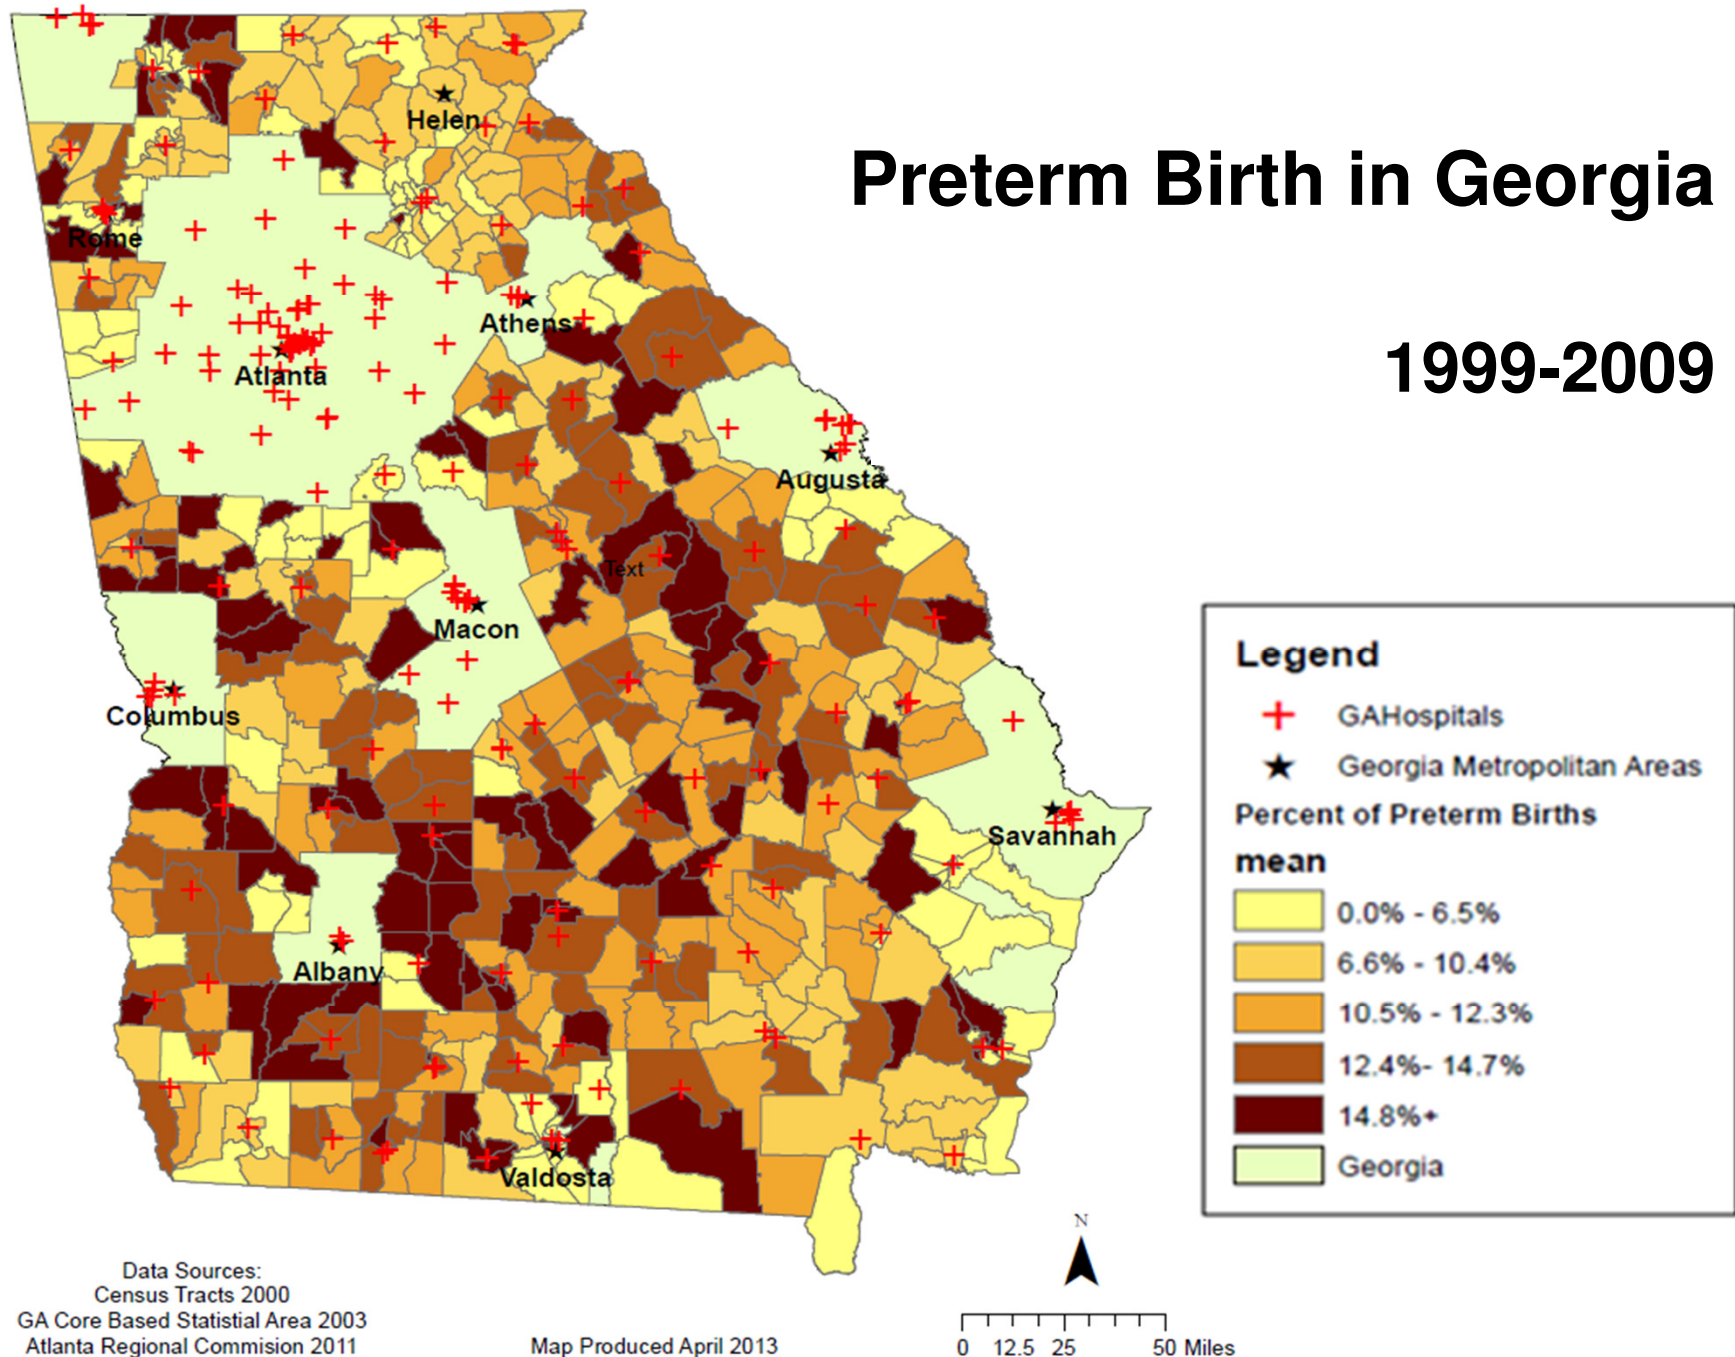 Preterm Birth in Georgia
1999-2009
Helen
Rome
Athens
Atlanta
Augusta
Text
Macon
Columbus
Savannah
Albany
Valdosta
Legend
GAHospitals
Georgia Metropolitan Areas
Percent of Preterm Births
mean
0.0% - 6.5%
6.6% - 10.4%
10.5% - 12.3%
12.4%- 14.7%
14.8%+
Georgia
N
Data Sources:
Census Tracts 2000
GA Core Based Statistial Area 2003
Atlanta Regional Commision 2011
Map Produced April 2013
0 12.5 25 50 Miles